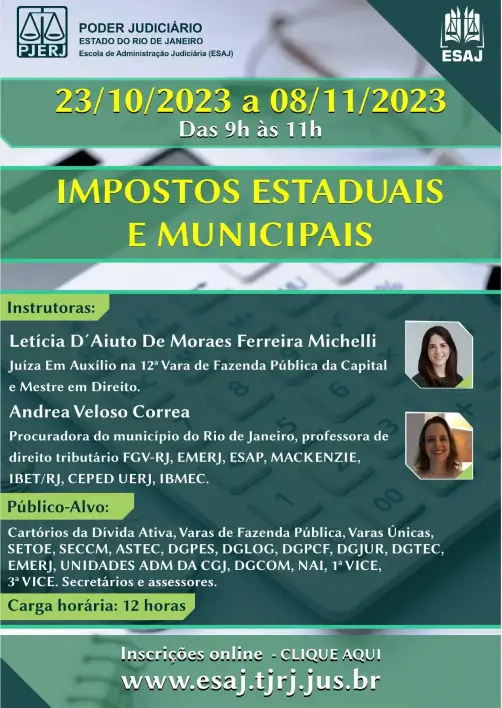 PJERJ
PODER JUDICIÁRIO
ESTADO DO RIO DE JANEIRO
Escola de Administração Judiciária (ESAJ)
ESAJ
23/10/2023 a 08/11/2023
Das 9h às 11h
IMPOSTOS ESTADUAIS
E MUNICIPAIS
Instrutoras:
Letícia D´Aiuto De Moraes Ferreira Michelli
Juíza Em Auxílio na 12ª Vara de Fazenda Pública da Capital
e Mestre em Direito.
Andrea Veloso Correa
Procuradora do município do Rio de Janeiro, professora de
direito tributário FGV-RJ, EMERJ, ESAP, MACKENZIE,
IBET/RJ, CEPED UERJ, IBMEC.
Público-Alvo:
Cartórios da Dívida Ativa, Varas de Fazenda Pública, Varas Únicas,
SETOE, SECCM, ASTEC, DGPES, DGLOG, DGPCF, DGJUR, DGTEC,
EMERJ, UNIDADES ADM DA CGJ, DGCOM, NAI, 1ª VICE,
3ª VICE. Secretários e assessores.
Carga horária: 12 horas
Inscrições online - CLIQUE AQUI
www.esaj.tjrj.jus.br